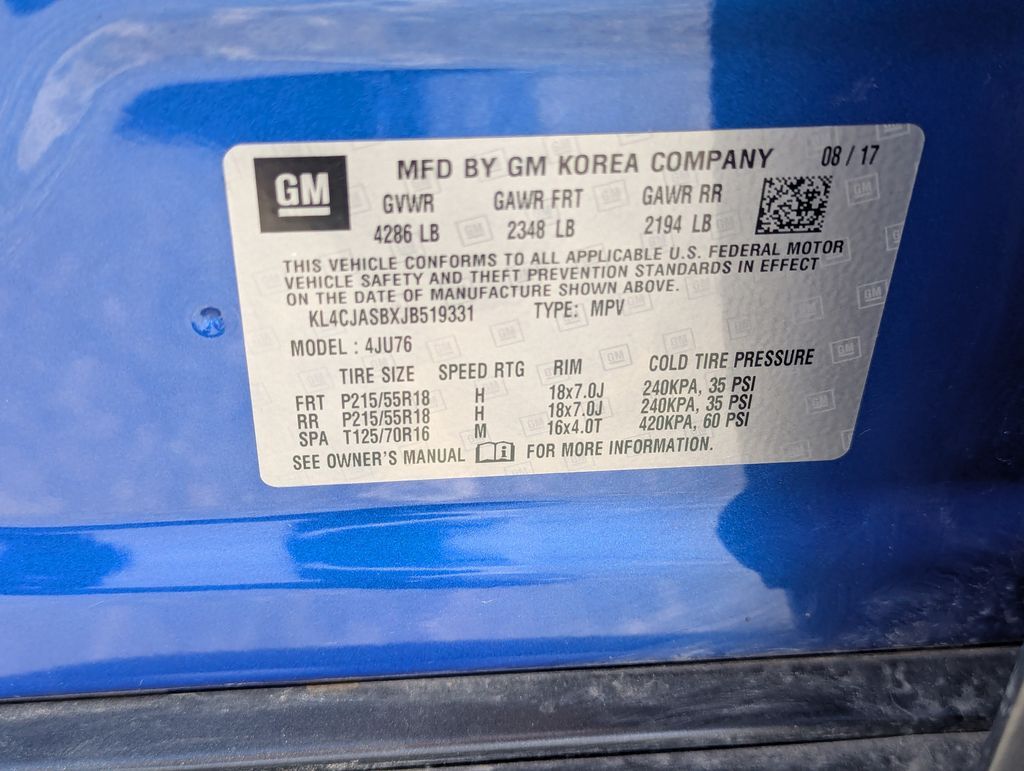 GM
MFD BY GM KOREA COMPANY 08 / 17
GVWR GAWR FRT GAWR RR
4286 LB 2348 LB 2194 LB
THIS VEHICLE CONFORMS TO ALL APPLICABLE U.S. FEDERAL MOTOR
VEHICLE SAFETY AND THEFT PREVENTION STANDARDS IN EFFECT
ON THE DATE OF MANUFACTURE SHOWN ABOVE.
KL4CJASBXJB519331 TYPE: MPV
MODEL : 4JU76
TIRE SIZE SPEED RTG RIM COLD TIRE PRESSURE
FRT P215/55R18 H 18x7.0J 240KPA, 35 PSI
RR P215/55R18 H 18x7.0J 240KPA, 35 PSI
SPA T125/70R16 M 16x4.0T 420KPA, 60 PSI
SEE OWNER'S MANUAL FOR MORE INFORMATION.